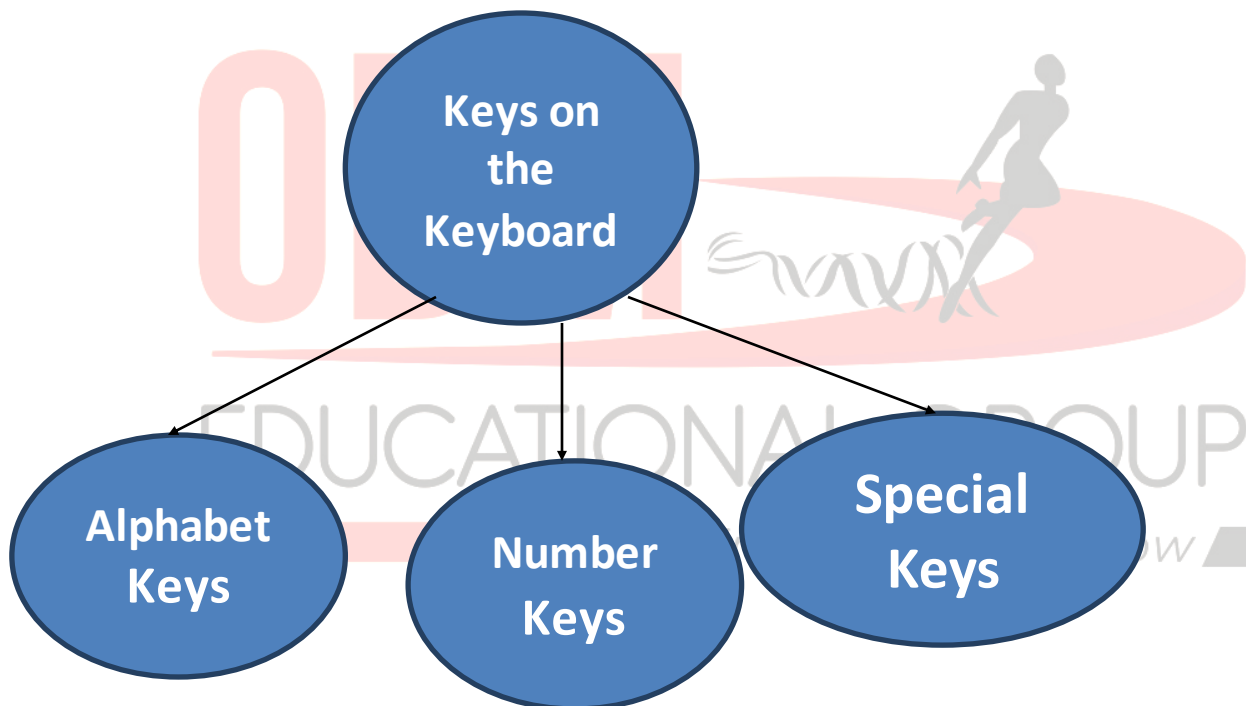 Keys on
the
Keyboard
EDUCATIONAL GROUP
Alphabet
Keys
Number
Keys
Special
Keys